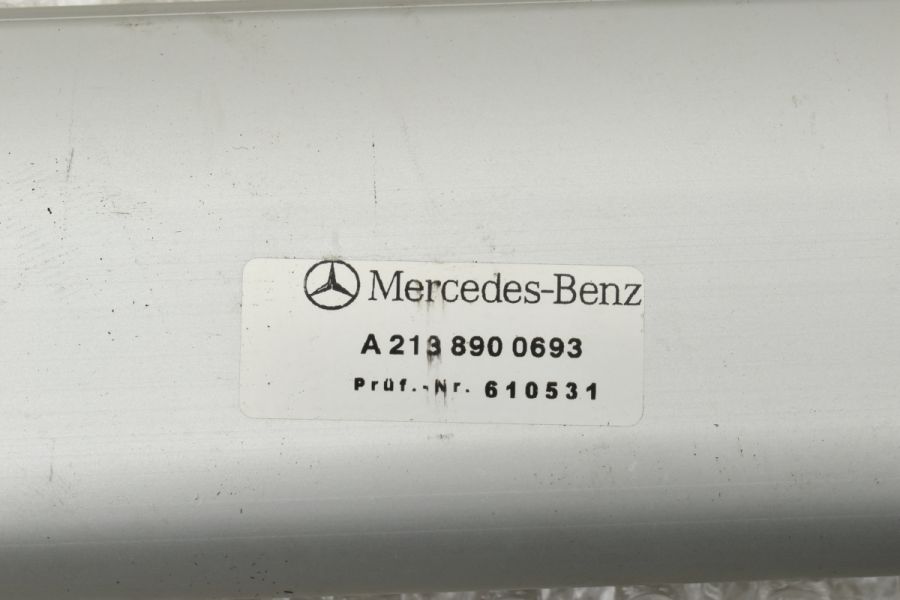 Mercedes-Benz
A 213 890 0693
Prüf.-Nr. 610531